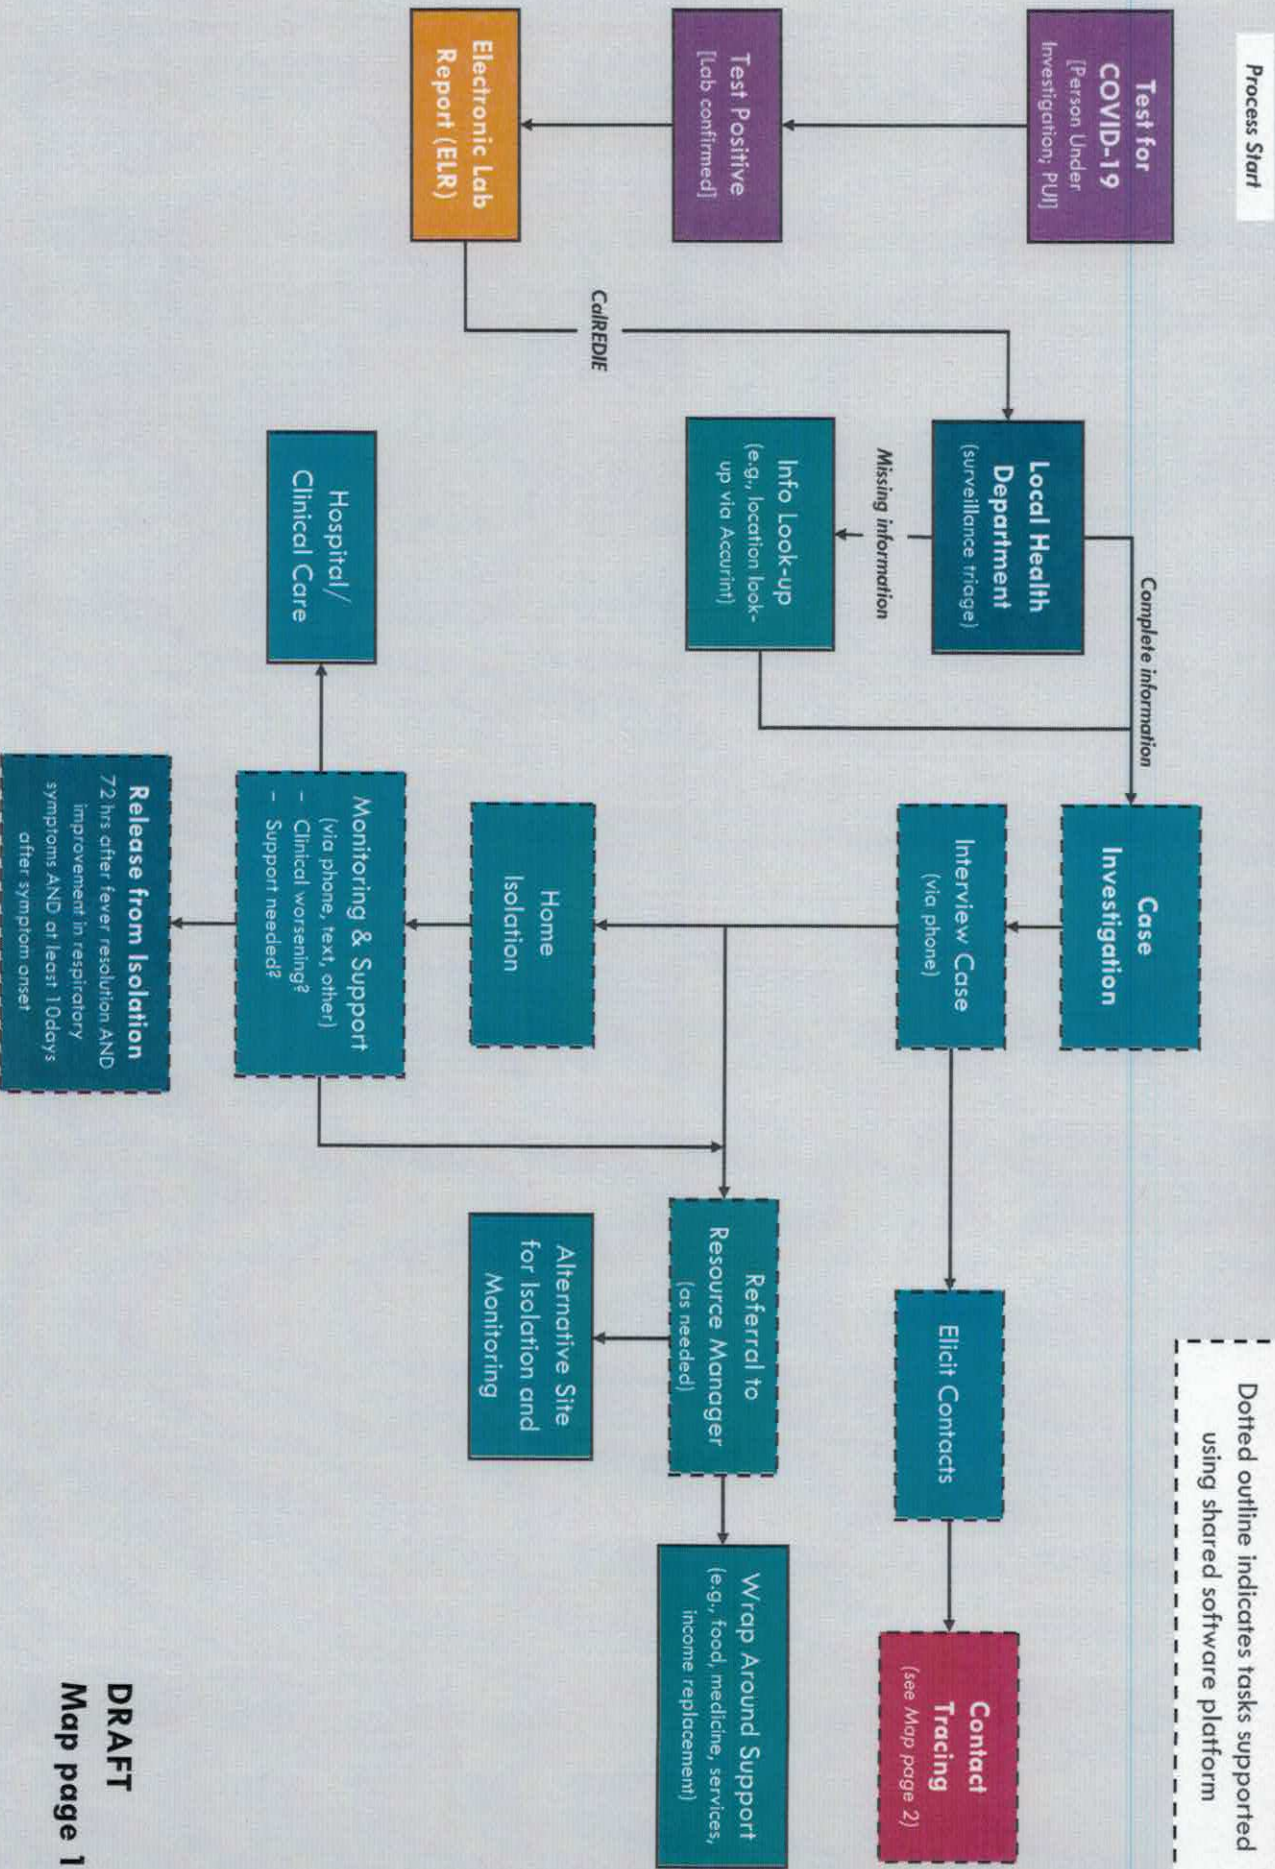 Process Start
Dotted outline indicates tasks supported
using shared software platform
Test for
COVID-19
[Person Under
Investigation; PUI]
Test Positive
[Lab confirmed]
Electronic Lab
Report (ELR)
CalREDIE
Local Health
Department
(surveillance triage)
Complete information
Missing information
Info Look-up
(e.g., location look-
up via Accurint)
Case
Investigation
Interview Case
(via phone)
Elicit Contacts
Contact
Tracing
(see Map page 2)
Home
Isolation
Referral to
Resource Manager
(as needed)
Wrap Around Support
(e.g., food, medicine, services,
income replacement)
Alternative Site
for Isolation and
Monitoring
Monitoring & Support
(via phone, text, other)
- Clinical worsening?
- Support needed?
Hospital/
Clinical Care
Release from Isolation
72 hrs after fever resolution AND
improvement in respiratory
symptoms AND at least 10days
after symptom onset
DRAFT
Map page 1